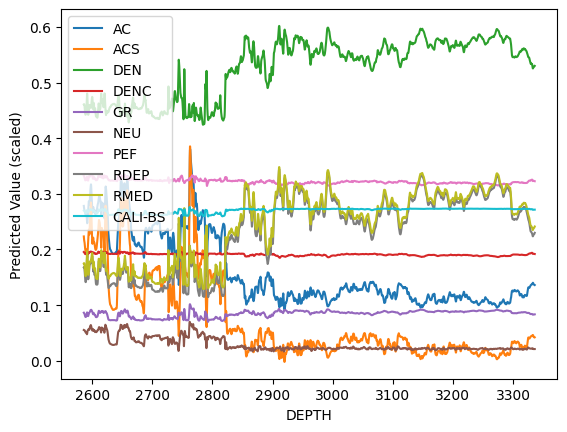 0.6
0.5
0.4
0.3
0.2
0.1
0.0
Predicted Value (scaled)
AC
ACS
DEN
DENC
GR
NEU
PEF
RDEP
RMED
CALI-BS
2600
2700
2800
2900
3000
3100
3200
3300
DEPTH